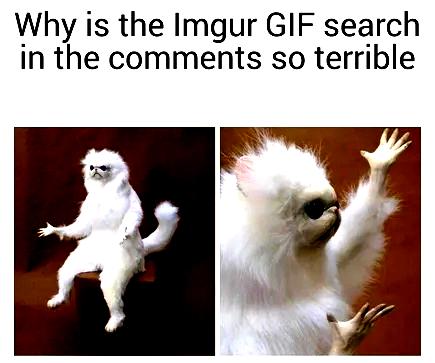 Why is the Imgur GIF search
in the comments so terrible